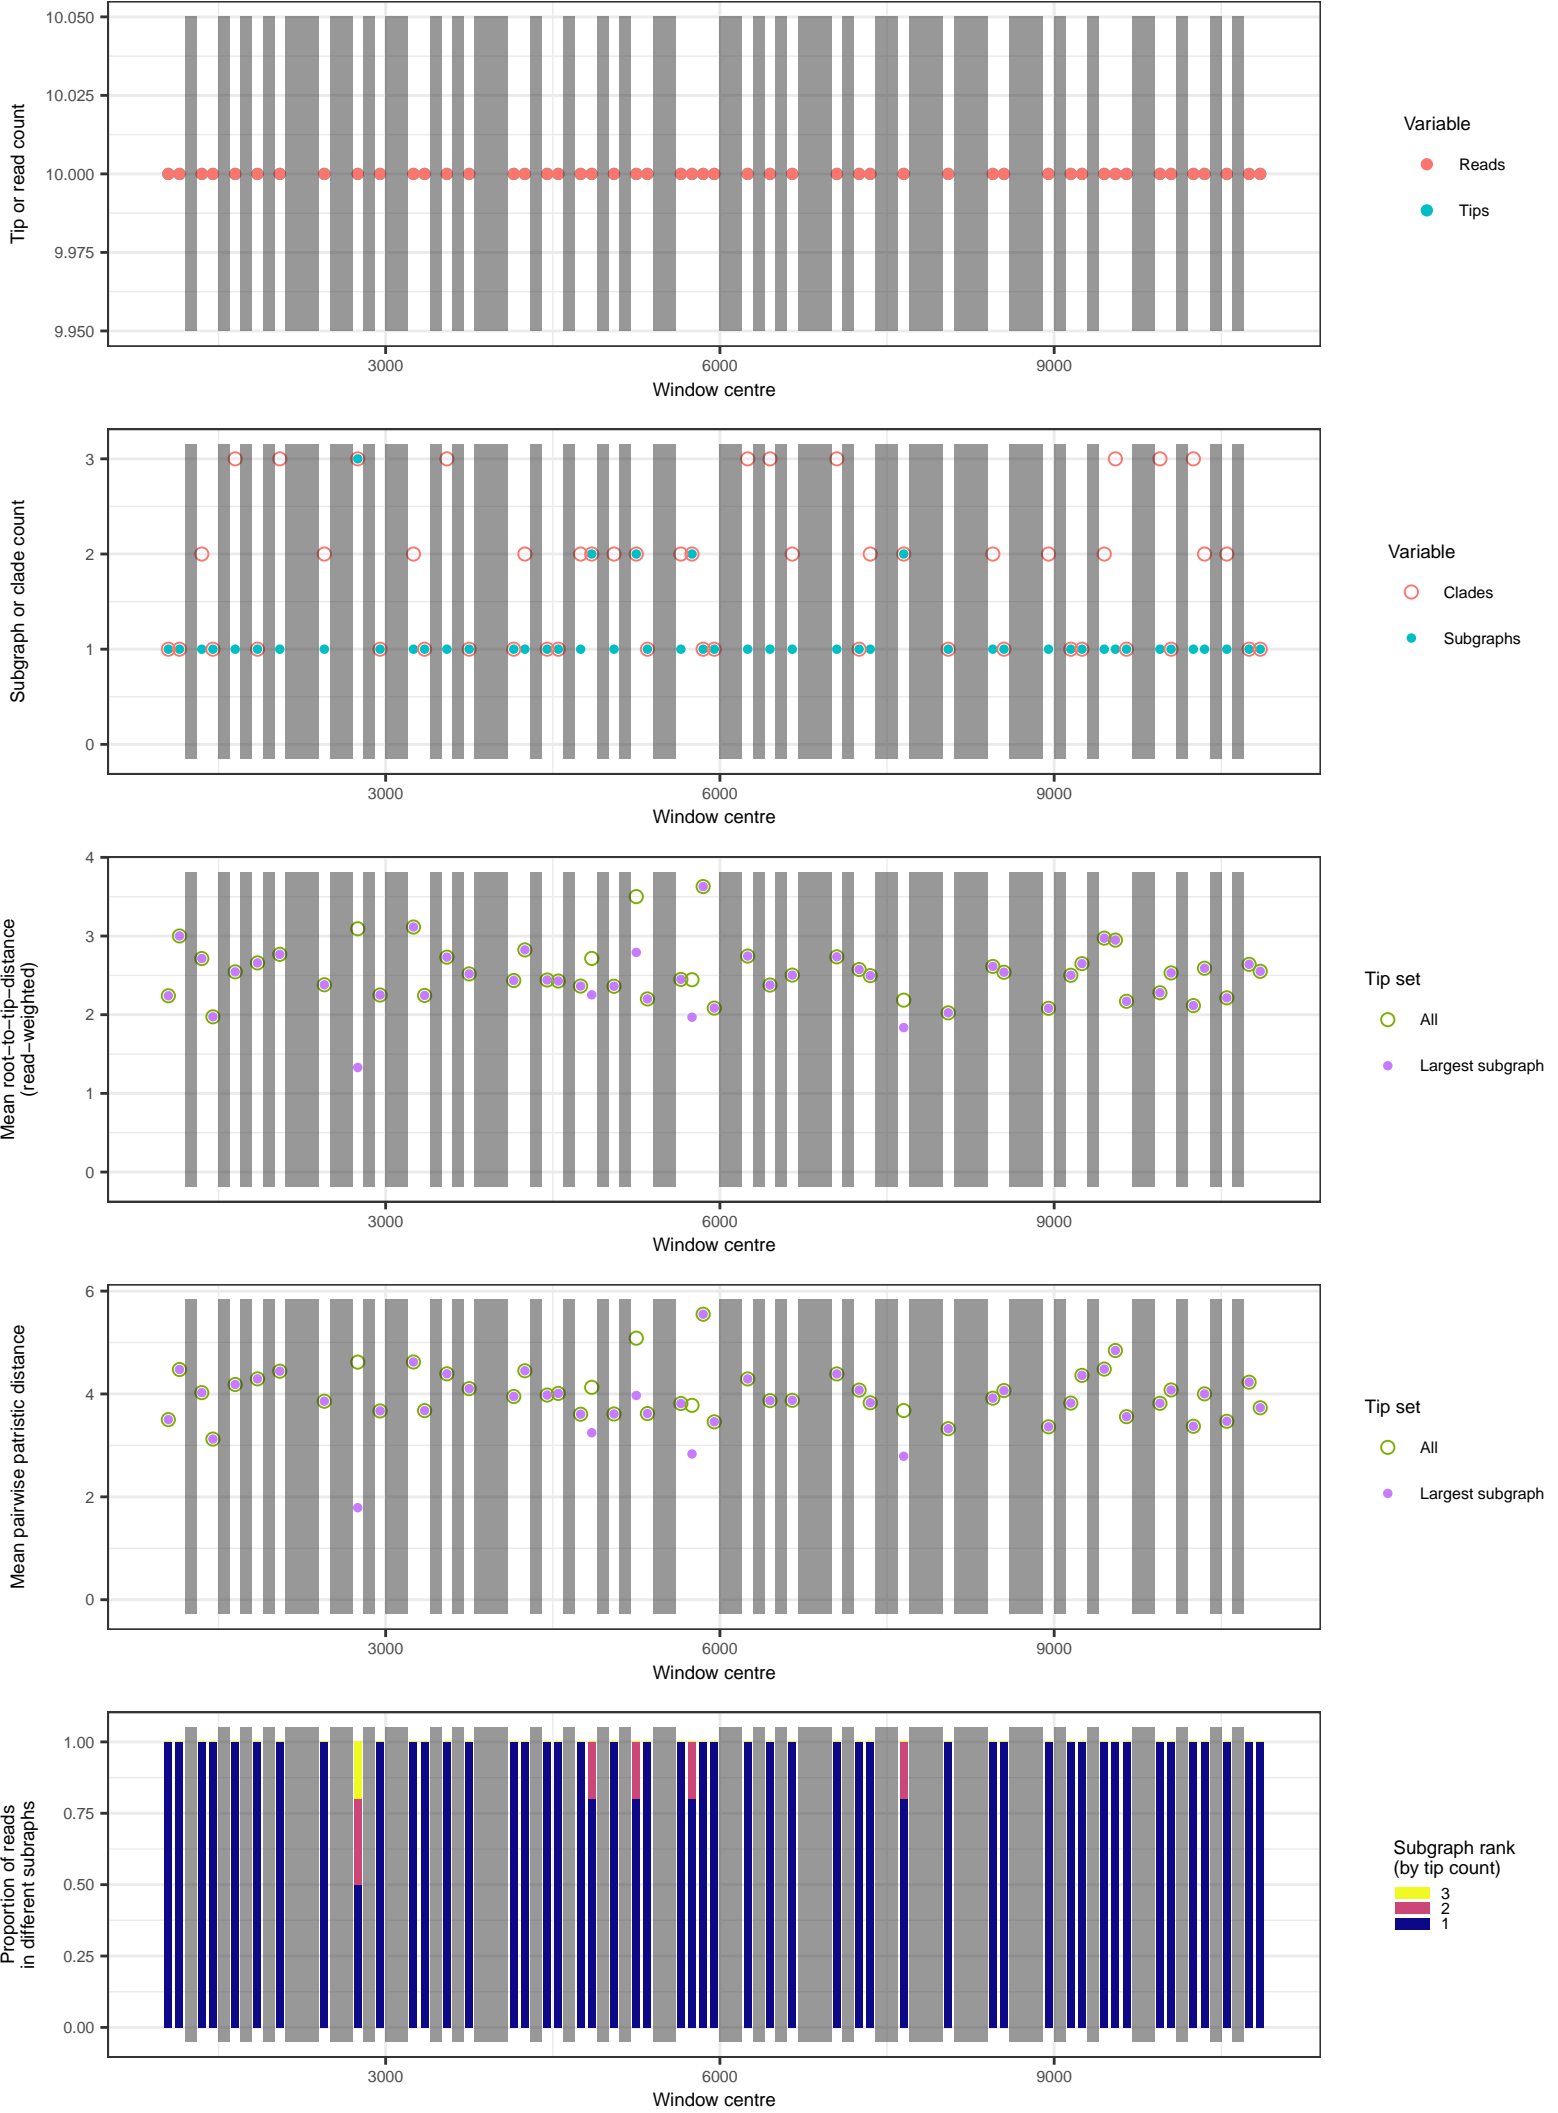 10.050
10.025
10.000
9.975
9.950
Tip or read count
3000
6000
9000
Window centre
Variable
Reads
Tips
3
2
1
0
Subgraph or clade count
3000
6000
9000
Window centre
Variable
Clades
Subgraphs
4
3
2
1
0
Mean root−to−tip−distance
(read−weighted)
3000
6000
9000
Window centre
Tip set
All
Largest subgraph
6
4
2
0
Mean pairwise patristic distance
3000
6000
9000
Window centre
Tip set
All
Largest subgraph
1.00
0.75
0.50
0.25
0.00
Proportion of reads
in different subraphs
3000
6000
9000
Window centre
Subgraph rank
(by tip count)
3
2
1